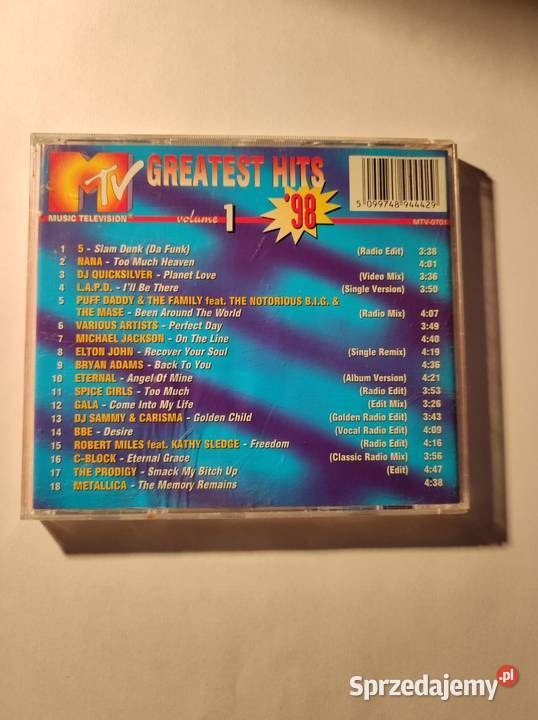 MTV
MUSIC TELEVISION
GREATEST HITS
'98
volume 1
5 099748 944429
MTV-0701
1 5 - Slam Dunk (Da Funk) (Radio Edit) 3:38
2 NANA - Too Much Heaven 4:01
3 DJ QUICKSILVER - Planet Love (Video Mix) 3:36
4 L.A.P.D. - I'll Be There (Single Version) 3:50
5 PUFF DADDY & THE FAMILY feat. THE NOTORIOUS B.I.G. &
THE MASE - Been Around The World (Radio Mix) 4:07
6 VARIOUS ARTISTS - Perfect Day 3:49
7 MICHAEL JACKSON - On The Line 4:40
8 ELTON JOHN - Recover Your Soul (Single Remix) 4:19
9 BRYAN ADAMS - Back To You 4:36
10 ETERNAL - Angel Of Mine (Album Version) 4:21
11 SPICE GIRLS - Too Much (Radio Edit) 3:53
12 GALA - Come Into My Life (Edit Mix) 3:26
13 DJ SAMMY & CARISMA - Golden Child (Golden Radio Edit) 3:43
14 BBE - Desire (Vocal Radio Edit) 4:09
15 ROBERT MILES feat. KATHY SLEDGE - Freedom (Radio Edit) 4:16
16 C-BLOCK - Eternal Grace (Classic Radio Mix) 3:56
17 THE PRODIGY - Smack My Bitch Up (Edit) 4:47
18 METALLICA - The Memory Remains 4:38
Sprzedajemy.pl